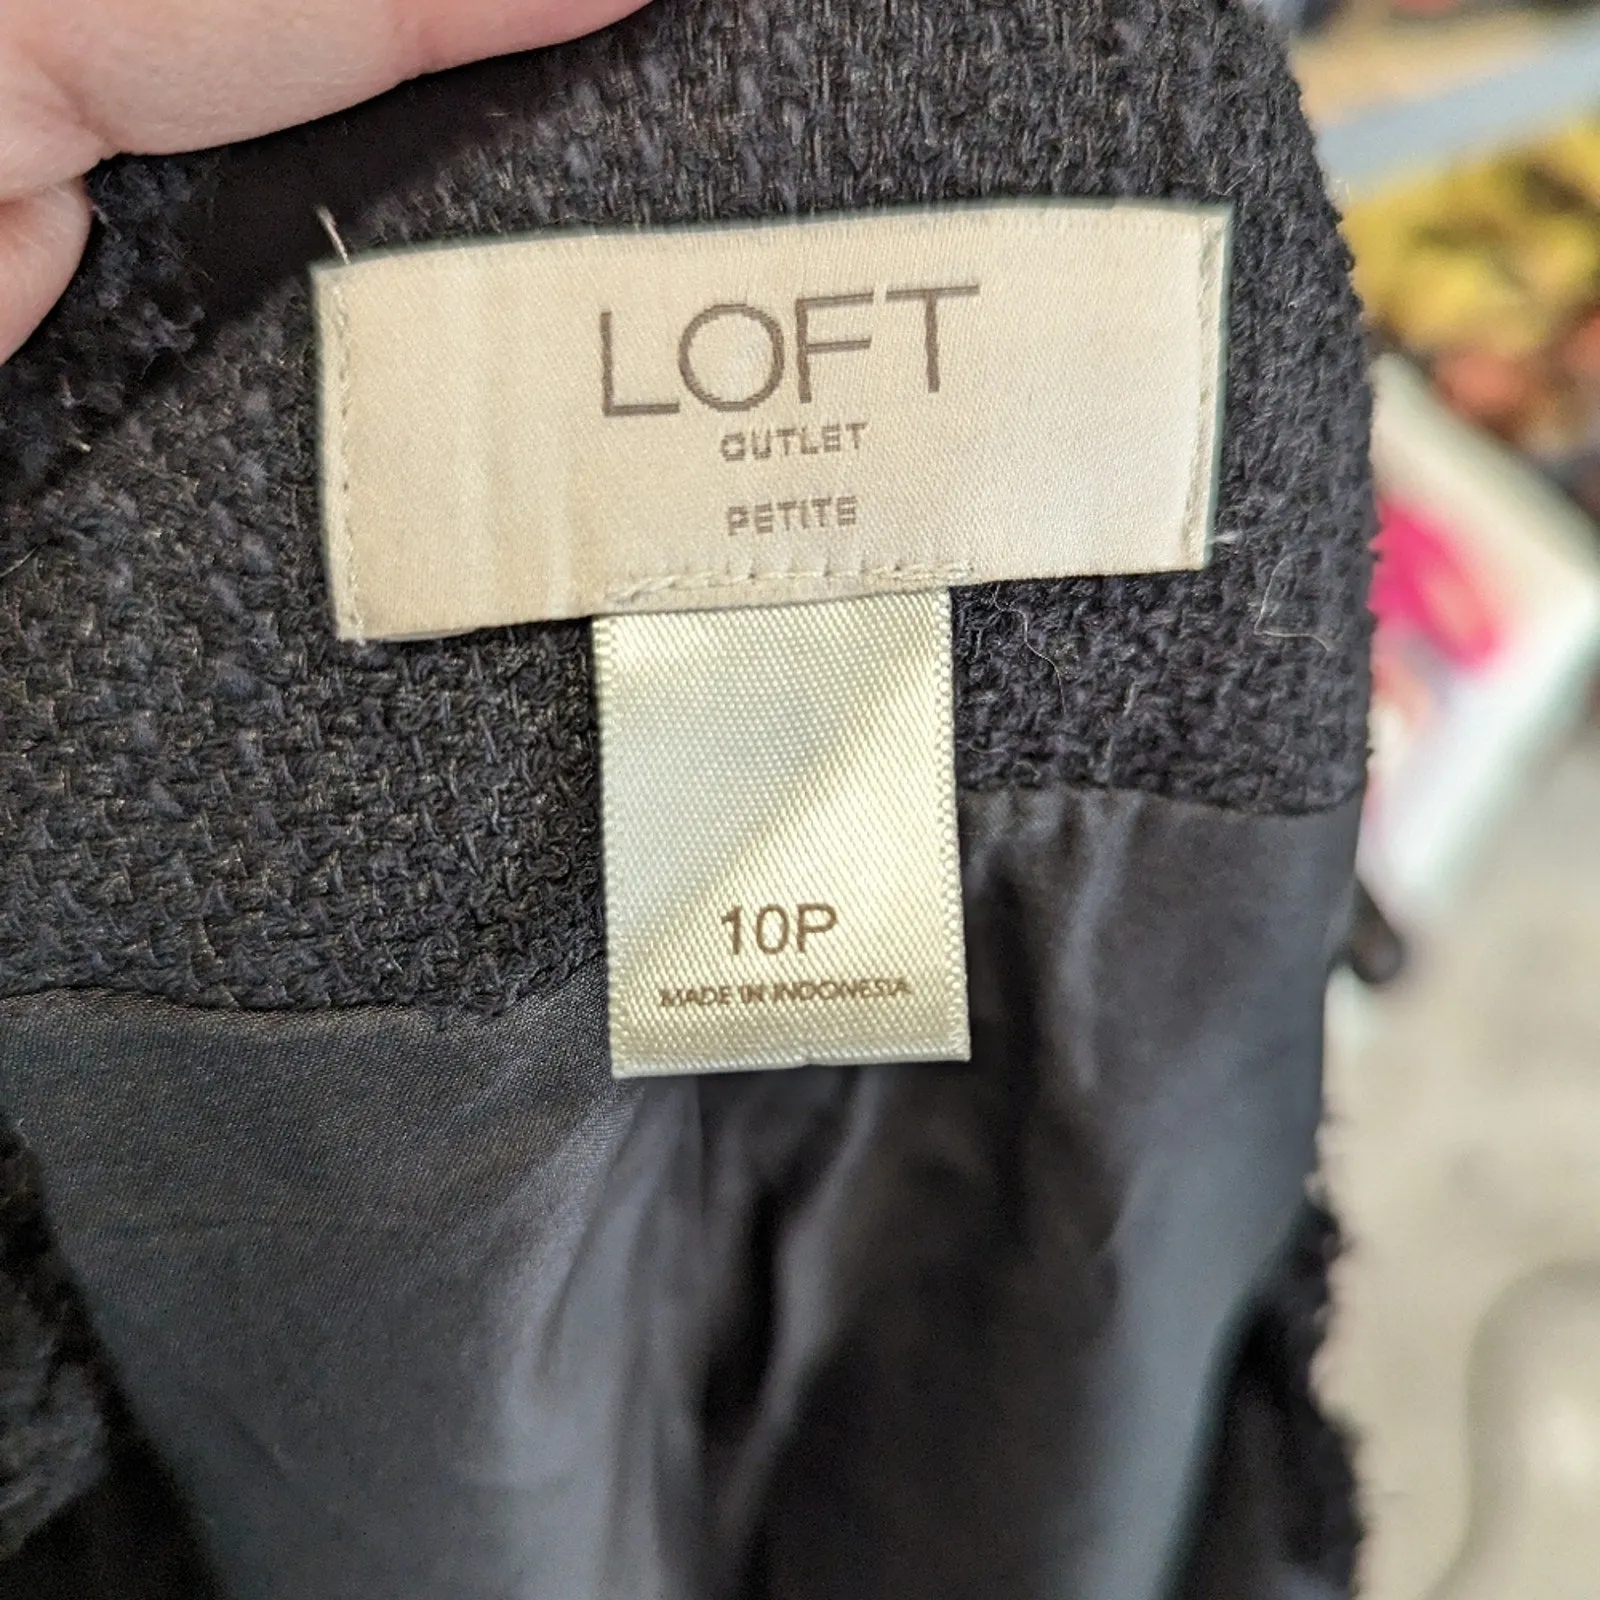 LOFT
OUTLET
PETITE
10P
MADE IN INDONESIA